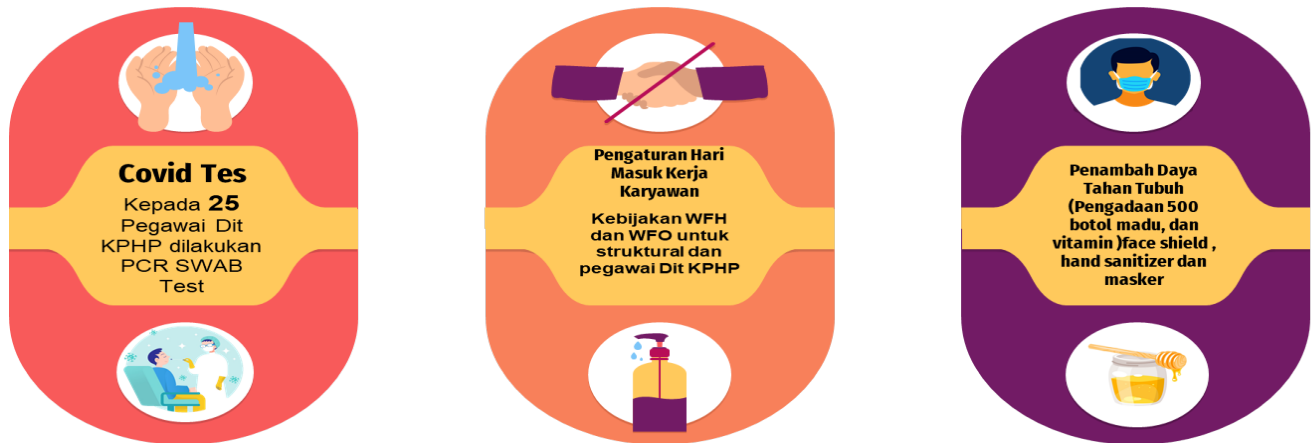 Covid Tes
Kepada 25
Pegawai Dit
KPHP dilakukan
PCR SWAB
Test
Pengaturan Hari
Masuk Kerja
Karyawan
Kebijakan WFH
dan WFO untuk
struktural dan
pegawai Dit KPHP
Penambah Daya
Tahan Tubuh
(Pengadaan 500
botol madu, dan
vitamin )face shield ,
hand sanitizer dan
masker